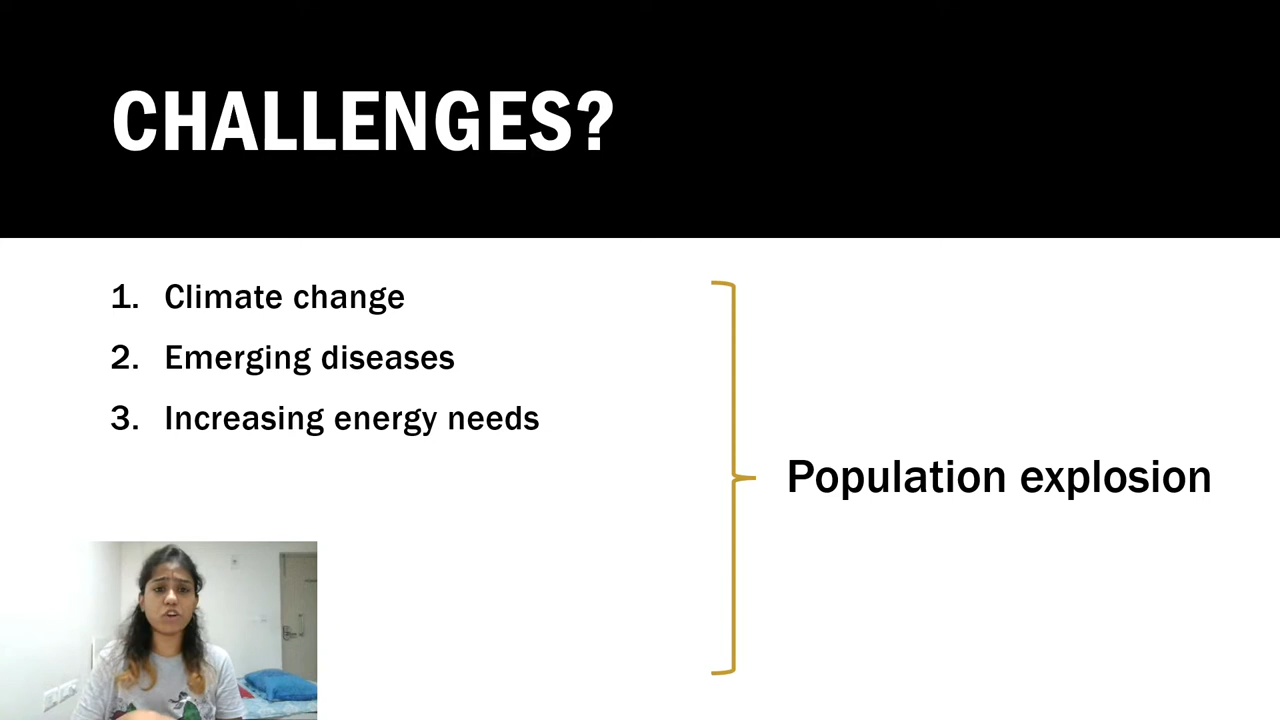 CHALLENGES?
1. Climate change
2. Emerging diseases
3. Increasing energy needs
Population explosion